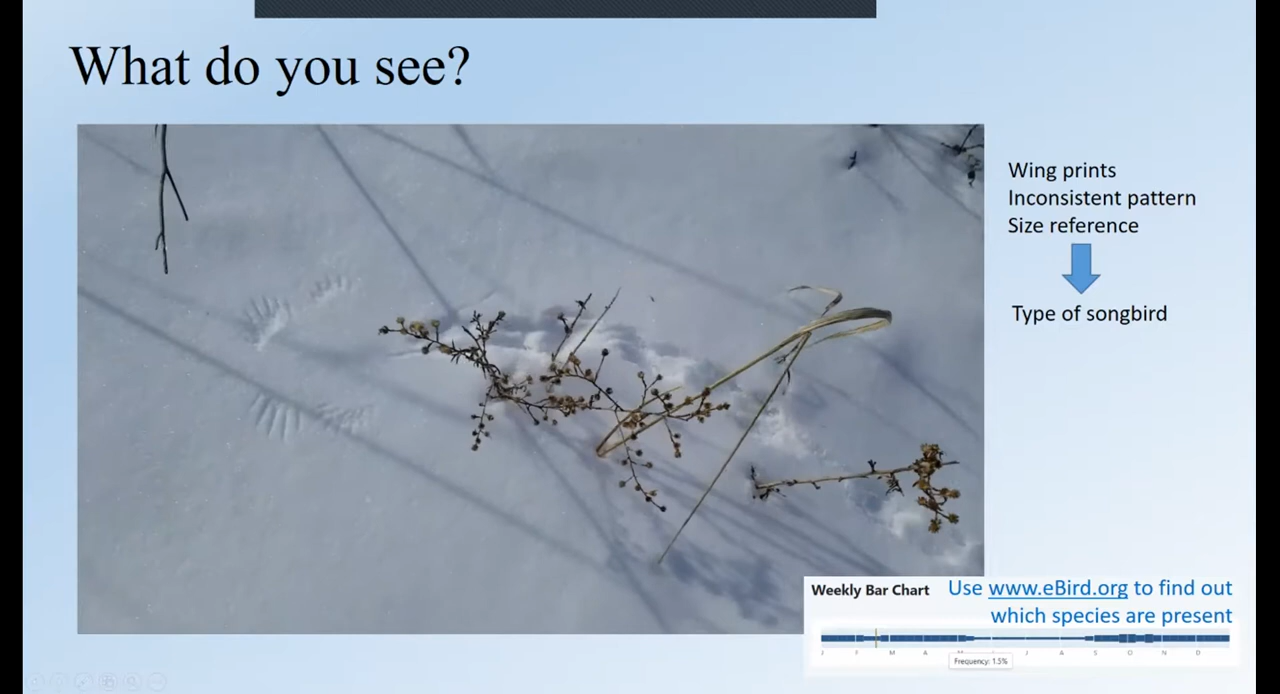 What do you see?
Wing prints
Inconsistent pattern
Size reference
Type of songbird
Weekly Bar Chart
Use www.eBird.org to find out
which species are present
J F M A M J J A S O N D
Frequency: 1.5%